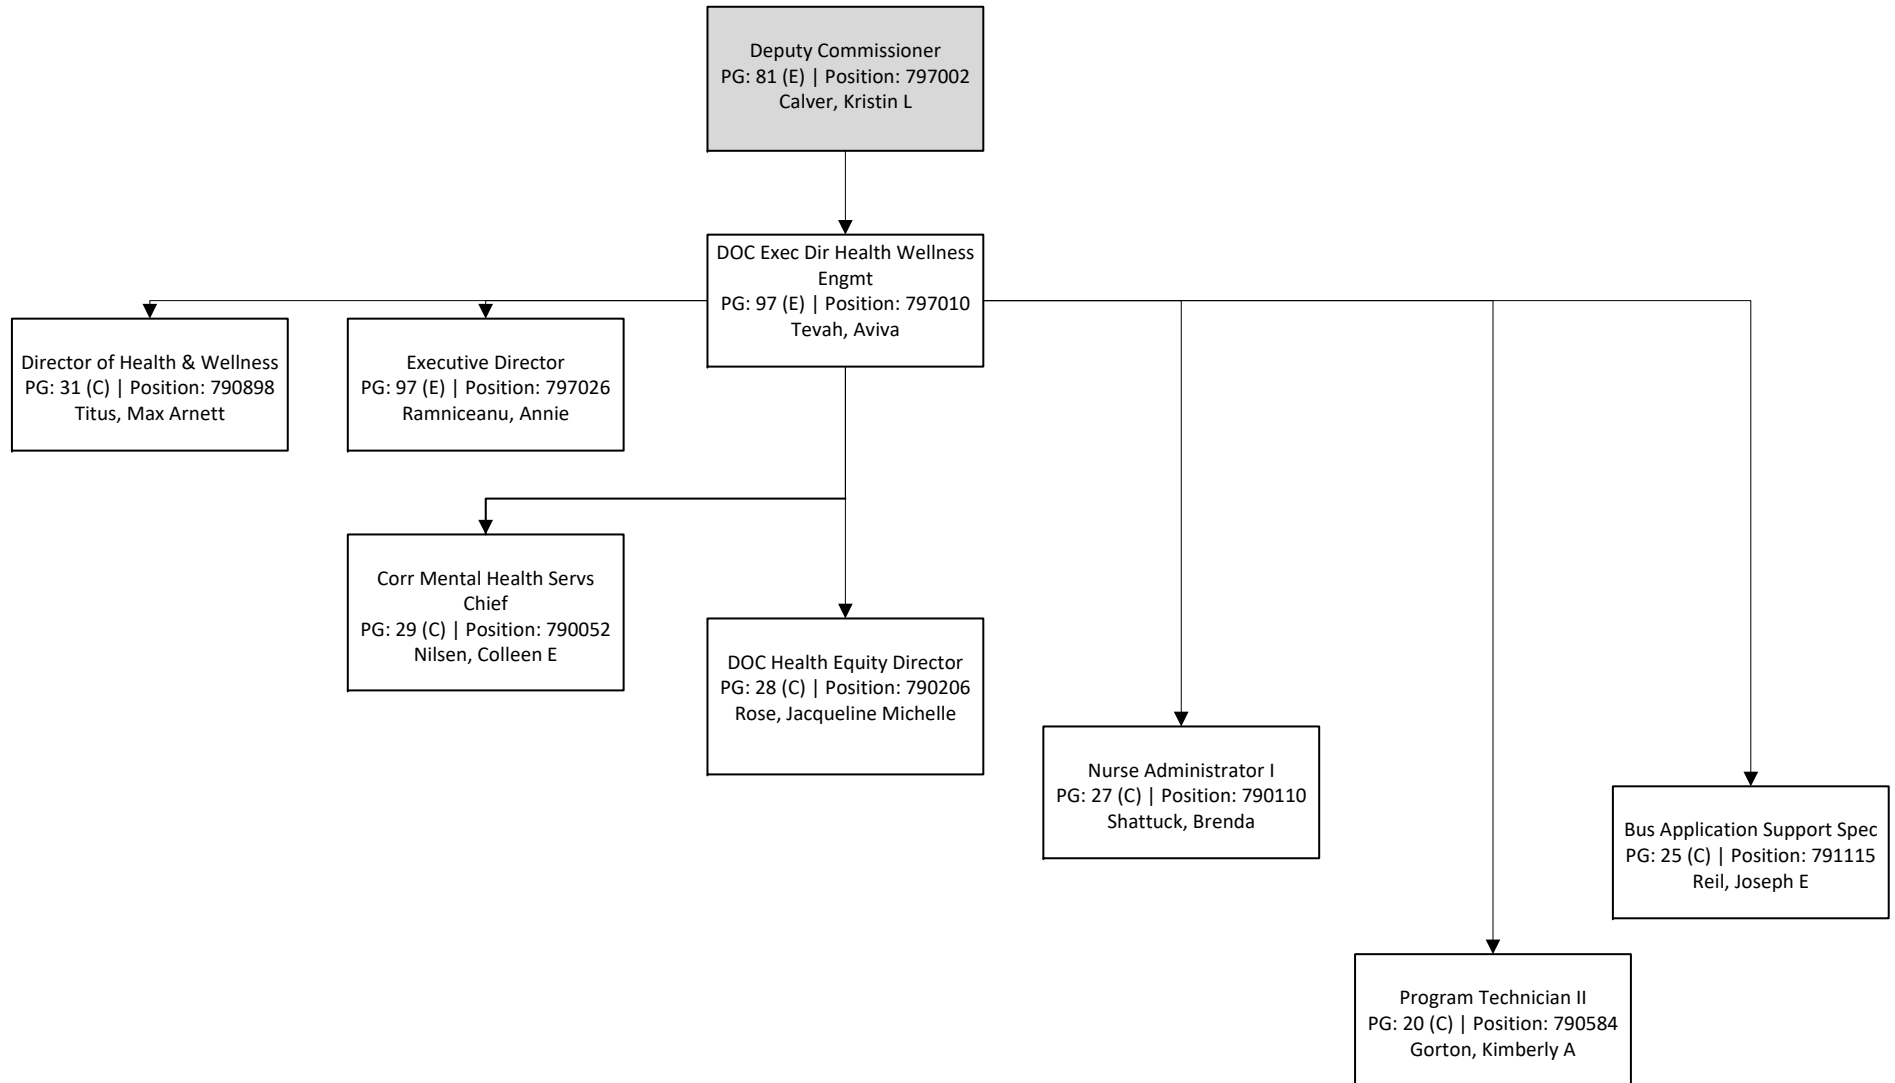 Deputy Commissioner
PG: 81 (E) | Position: 797002
Calver, Kristin L
DOC Exec Dir Health Wellness
Engmt
PG: 97 (E) | Position: 797010
Tevah, Aviva
Director of Health & Wellness
PG: 31 (C) | Position: 790898
Titus, Max Arnett
Executive Director
PG: 97 (E) | Position: 797026
Ramniceanu, Annie
Corr Mental Health Servs
Chief
PG: 29 (C) | Position: 790052
Nilsen, Colleen E
DOC Health Equity Director
PG: 28 (C) | Position: 790206
Rose, Jacqueline Michelle
Nurse Administrator I
PG: 27 (C) | Position: 790110
Shattuck, Brenda
Bus Application Support Spec
PG: 25 (C) | Position: 791115
Reil, Joseph E
Program Technician II
PG: 20 (C) | Position: 790584
Gorton, Kimberly A